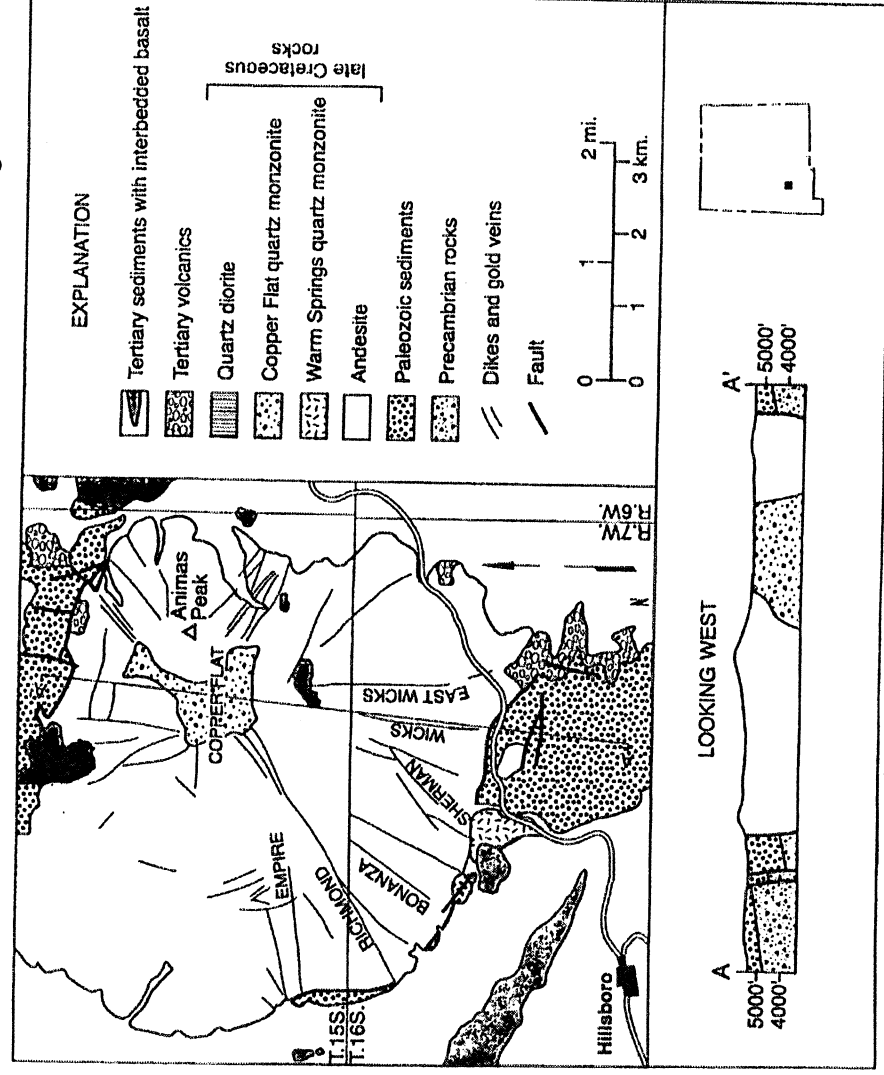 EXPLANATION
Tertiary sediments with interbedded basalt
Tertiary volcanics
Quartz diorite
Copper Flat quartz monzonite
Warm Springs quartz monzonite
late Cretaceous
rocks
Andesite
Paleozoic sediments
Precambrian rocks
Dikes and gold veins
Fault
0 1 2 mi.
0 1 2 3 km.
Animas
Peak
COPPER FLAT
EMPIRE
RICHMOND
BONANZA
SHERMAN
WICKS
EAST WICKS
T.15S.
T.16S.
R.7W.
R.6W.
N
A
A'
Hillsboro
LOOKING WEST
A
A'
5000'
4000'
5000'
4000'